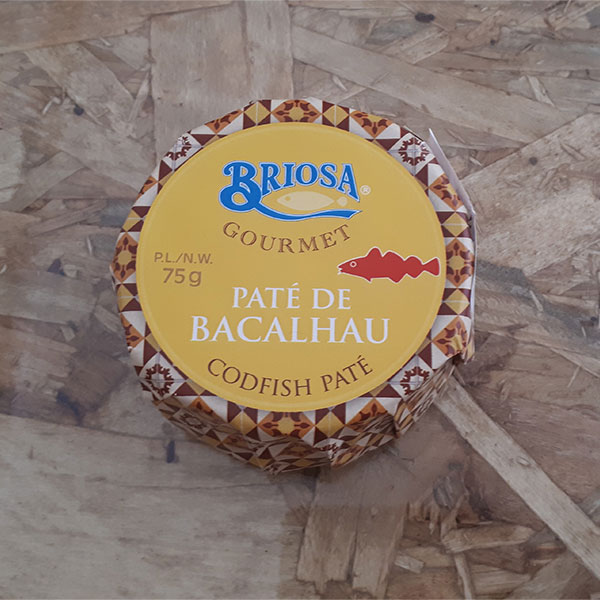 BRIOSA®
GOURMET
P.L./N.W.
75g
PATÉ DE
BACALHAU
CODFISH PATÉ